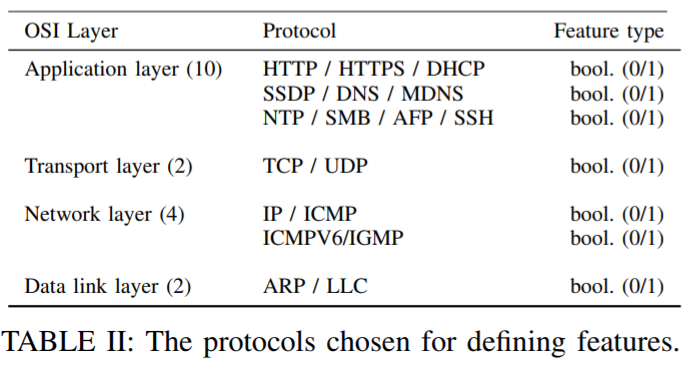 OSI Layer Protocol Feature type
Application layer (10) HTTP / HTTPS / DHCP bool. (0/1)
SSDP / DNS / MDNS bool. (0/1)
NTP / SMB / AFP / SSH bool. (0/1)
Transport layer (2) TCP / UDP bool. (0/1)
Network layer (4) IP / ICMP bool. (0/1)
ICMPV6/IGMP bool. (0/1)
Data link layer (2) ARP / LLC bool. (0/1)
TABLE II: The protocols chosen for defining features.